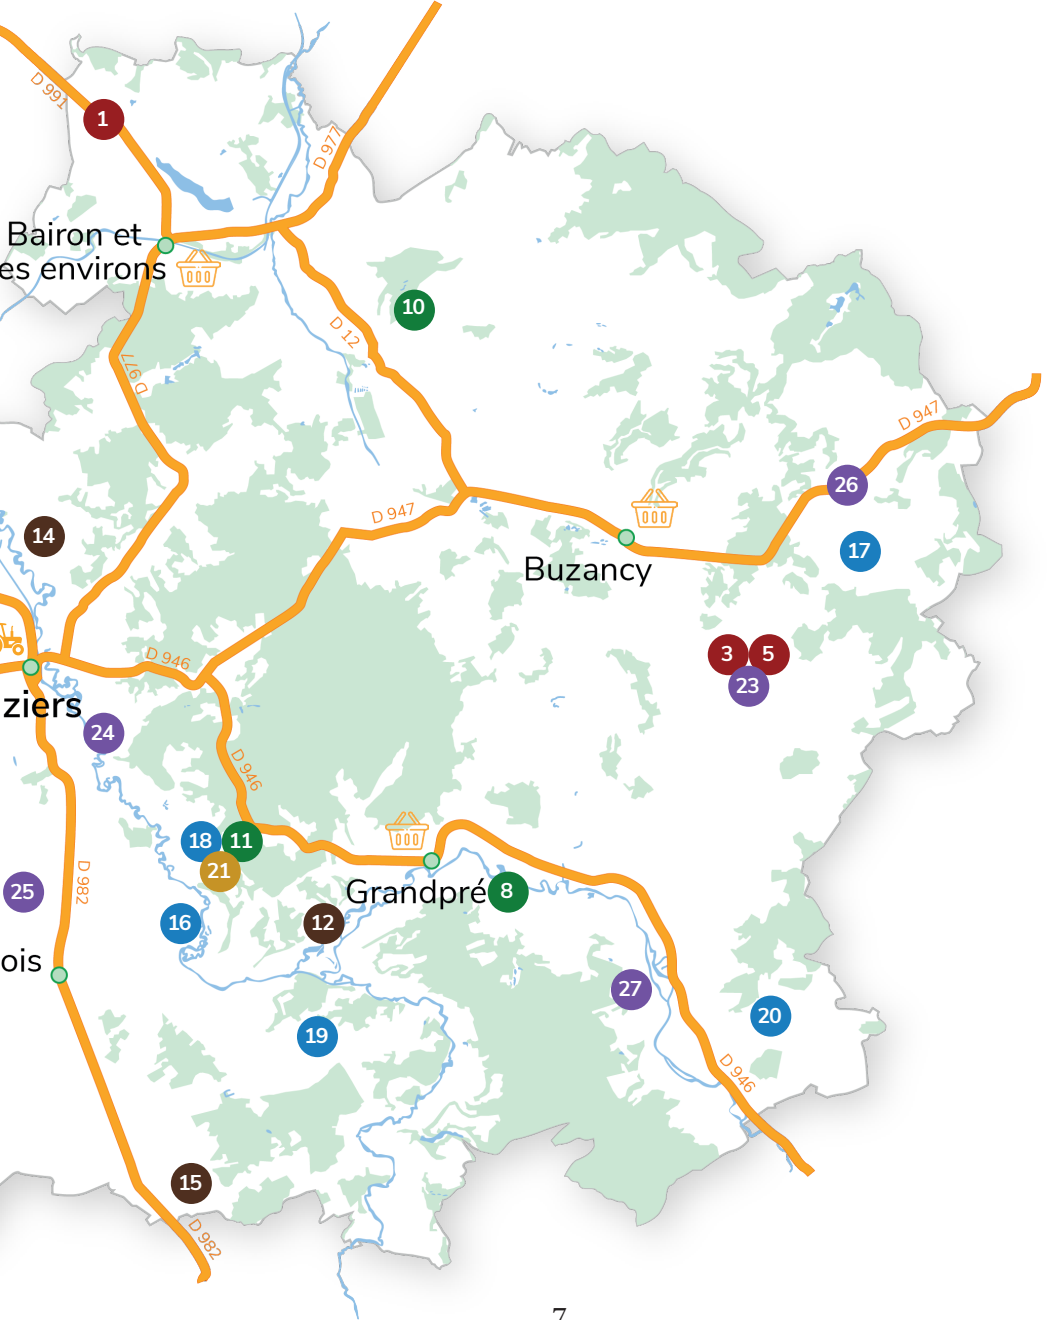 D 991
1
D 977
Bairon et
es environs
10
D 12
D 977
D 947
26
D 947
14
17
Buzancy
3
5
D 946
23
ziers
24
D 946
18
11
21
D 982
25
Grandpré
8
16
12
ois
27
20
19
D 946
15
D 982
7